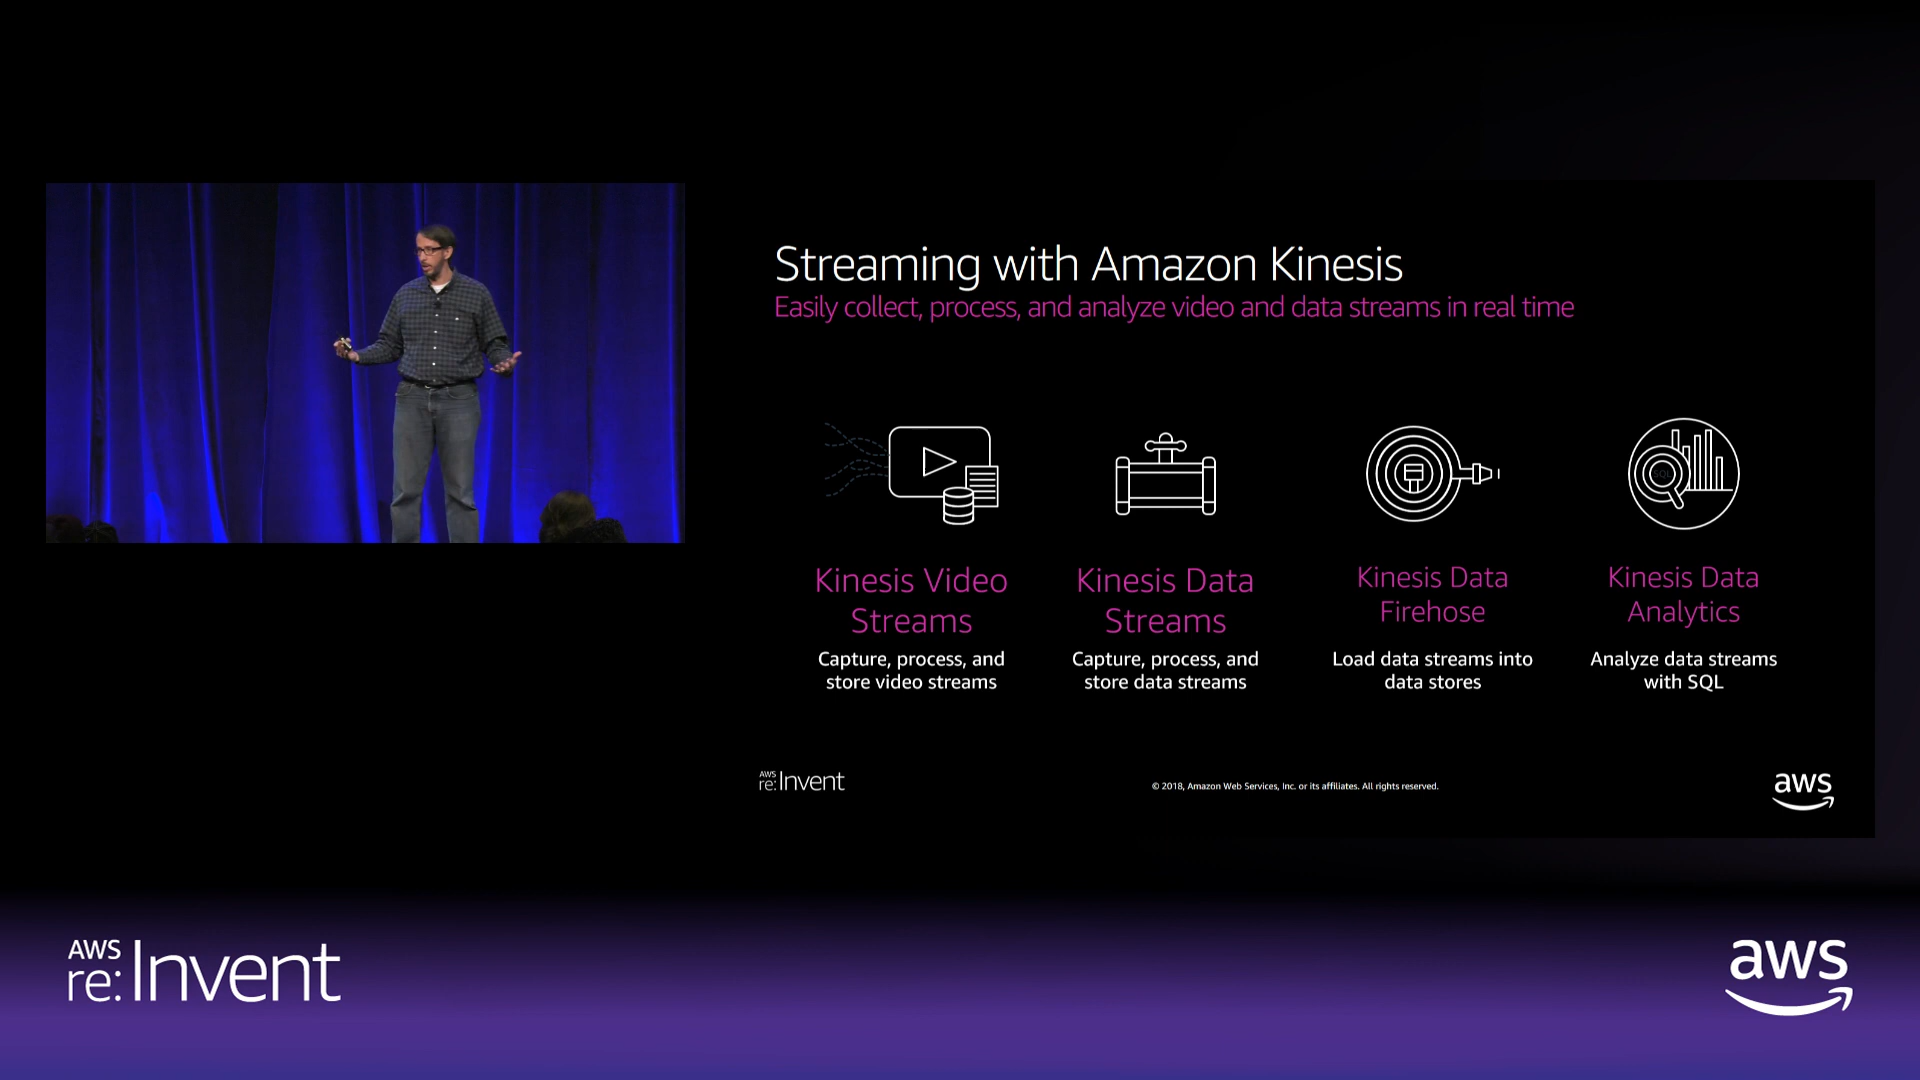 Streaming with Amazon Kinesis
Easily collect, process, and analyze video and data streams in real time
Kinesis Video
Streams
Capture, process, and
store video streams
Kinesis Data
Streams
Capture, process, and
store data streams
Kinesis Data
Firehose
Load data streams into
data stores
SQL
Kinesis Data
Analytics
Analyze data streams
with SQL
AWS
re:Invent
© 2018, Amazon Web Services, Inc. or its affiliates. All rights reserved.
aws
AWS
re:Invent
aws